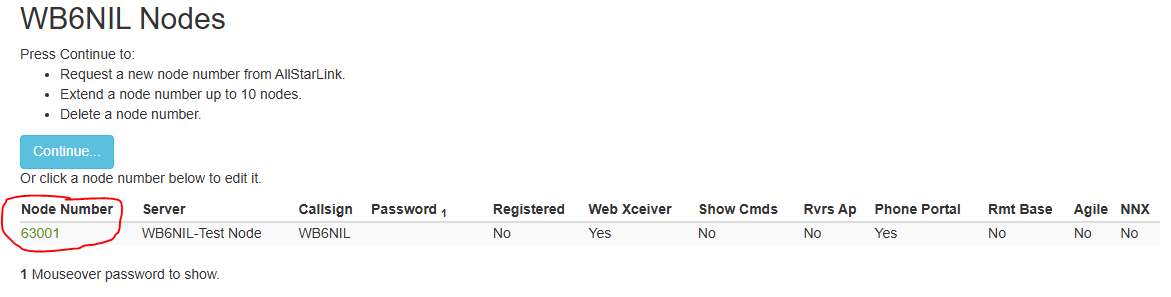 WB6NIL Nodes
Press Continue to:
• Request a new node number from AllStarLink.
• Extend a node number up to 10 nodes.
• Delete a node number.
Continue...
Or click a node number below to edit it.
Node Number Server Callsign Password 1 Registered Web Xceiver Show Cmds Rvrs Ap Phone Portal Rmt Base Agile NNX
63001 WB6NIL-Test Node WB6NIL No Yes No No Yes No No No
1 Mouseover password to show.